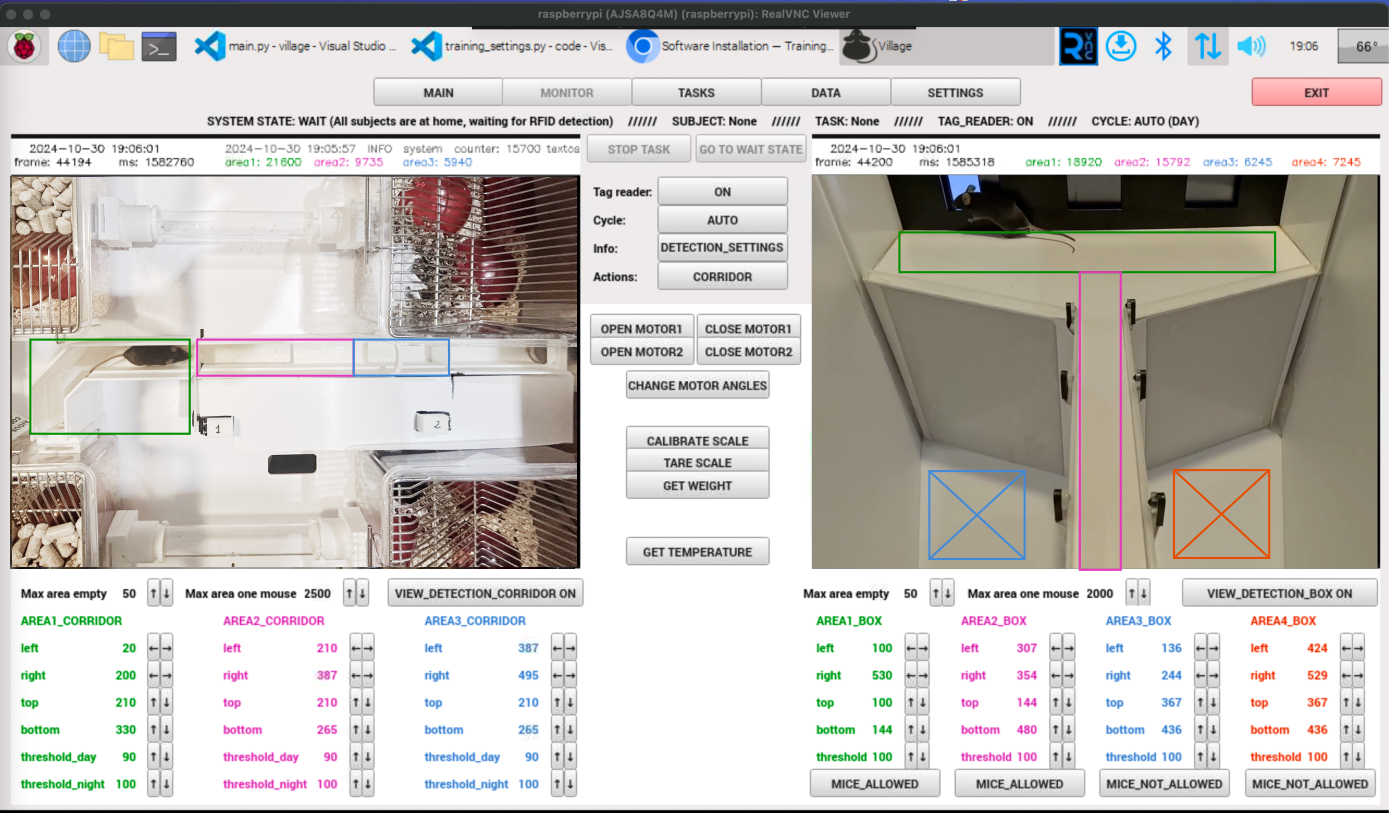 raspberrypi (AJSA8Q4M) (raspberrypi): RealVNC Viewer
main.py - village - Visual Studio ...
training_settings.py - code - Vis...
Software Installation — Training...
Village
19:06
66°
MAIN
MONITOR
TASKS
DATA
SETTINGS
EXIT
SYSTEM STATE: WAIT (All subjects are at home, waiting for RFID detection) ////// SUBJECT: None ////// TASK: None ////// TAG_READER: ON ////// CYCLE: AUTO (DAY)
2024-10-30 19:06:01 2024-10-30 19:05:57 INFO system counter: 15700 textos
frame: 44194 ms: 1582760 area1: 21600 area2: 9735 area3: 5940
STOP TASK
GO TO WAIT STATE
2024-10-30 19:06:01
frame: 44200 ms: 1585318 area1: 18920 area2: 15792 area3: 6245 area4: 7245
Tag reader: ON
Cycle: AUTO
Info: DETECTION_SETTINGS
Actions: CORRIDOR
OPEN MOTOR1 CLOSE MOTOR1
OPEN MOTOR2 CLOSE MOTOR2
CHANGE MOTOR ANGLES
CALIBRATE SCALE
TARE SCALE
GET WEIGHT
GET TEMPERATURE
1
2
Max area empty 50 ↑ ↓ Max area one mouse 2500 ↑ ↓ VIEW_DETECTION_CORRIDOR ON
AREA1_CORRIDOR AREA2_CORRIDOR AREA3_CORRIDOR
left 20 ← → left 210 ← → left 387 ← →
right 200 ← → right 387 ← → right 495 ← →
top 210 ↑ ↓ top 210 ↑ ↓ top 210 ↑ ↓
bottom 330 ↑ ↓ bottom 265 ↑ ↓ bottom 265 ↑ ↓
threshold_day 90 ↑ ↓ threshold_day 90 ↑ ↓ threshold_day 90 ↑ ↓
threshold_night 100 ↑ ↓ threshold_night 100 ↑ ↓ threshold_night 100 ↑ ↓
Max area empty 50 ↑ ↓ Max area one mouse 2000 ↑ ↓ VIEW_DETECTION_BOX ON
AREA1_BOX AREA2_BOX AREA3_BOX AREA4_BOX
left 100 ← → left 307 ← → left 136 ← → left 424 ← →
right 530 ← → right 354 ← → right 244 ← → right 529 ← →
top 100 ↑ ↓ top 144 ↑ ↓ top 367 ↑ ↓ top 367 ↑ ↓
bottom 144 ↑ ↓ bottom 480 ↑ ↓ bottom 436 ↑ ↓ bottom 436 ↑ ↓
threshold 100 ↑ ↓ threshold 100 ↑ ↓ threshold 100 ↑ ↓ threshold 100 ↑ ↓
MICE_ALLOWED MICE_ALLOWED MICE_NOT_ALLOWED MICE_NOT_ALLOWED